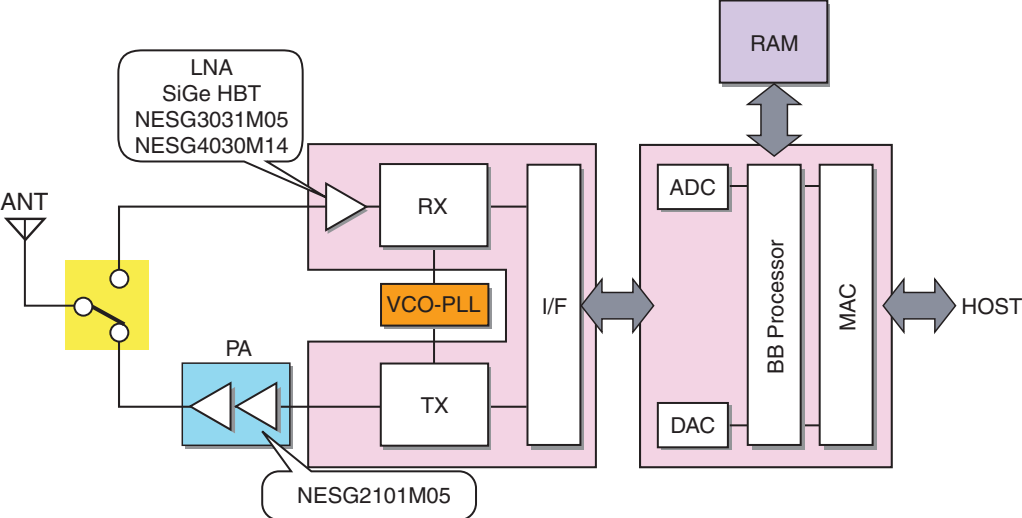 RAM
LNA
SiGe HBT
NESG3031M05
NESG4030M14
ANT
RX
ADC
VCO-PLL
I/F
BB Processor
MAC
HOST
PA
TX
DAC
NESG2101M05